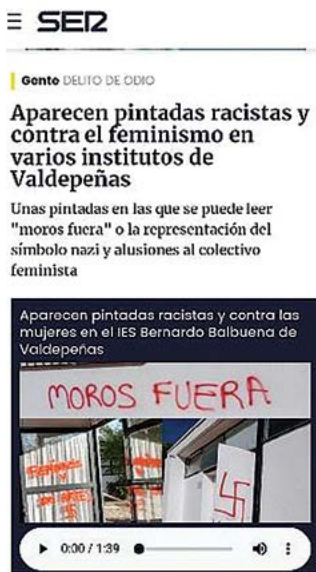 SER
Gente DELITO DE ODIO
Aparecen pintadas racistas y
contra el feminismo en
varios institutos de
Valdepeñas
Unas pintadas en las que se puede leer
"moros fuera" o la representación del
símbolo nazi y alusiones al colectivo
feminista
Aparecen pintadas racistas y contra las
mujeres en el IES Bernardo Balbuena de
Valdepeñas
MOROS FUERA
0:00 / 1:39